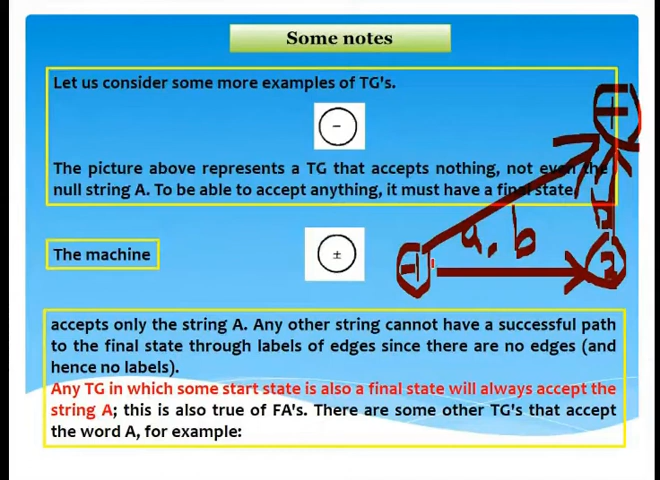 Some notes
Let us consider some more examples of TG's.
−
The picture above represents a TG that accepts nothing, not even the
null string Λ. To be able to accept anything, it must have a final state.
The machine
±
a. b
accepts only the string Λ. Any other string cannot have a successful path
to the final state through labels of edges since there are no edges (and
hence no labels).
Any TG in which some start state is also a final state will always accept the
string Λ; this is also true of FA's. There are some other TG's that accept
the word Λ, for example: